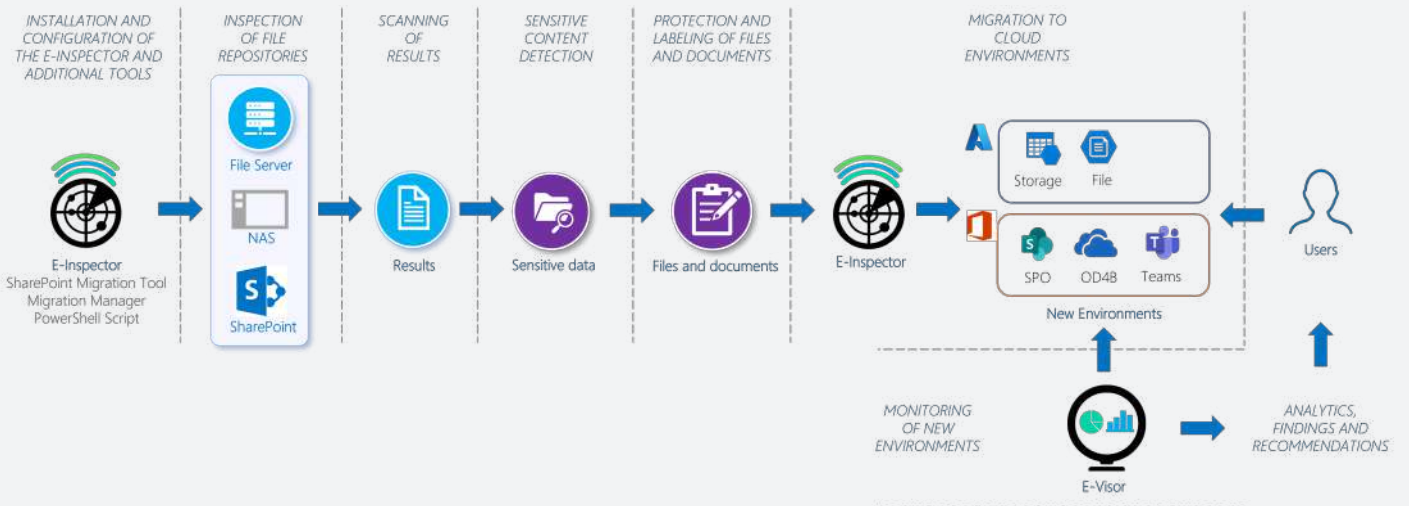 INSTALLATION AND
CONFIGURATION OF
THE E-INSPECTOR AND
ADDITIONAL TOOLS
INSPECTION
OF FILE
REPOSITORIES
SCANNING
OF
RESULTS
SENSITIVE
CONTENT
DETECTION
PROTECTION AND
LABELING OF FILES
AND DOCUMENTS
MIGRATION TO
CLOUD
ENVIRONMENTS
E-Inspector
SharePoint Migration Tool
Migration Manager
PowerShell Script
File Server
NAS
S
SharePoint
Results
Sensitive data
Files and documents
E-Inspector
Storage
File
S
T
SPO
OD4B
Teams
New Environments
Users
MONITORING
OF NEW
ENVIRONMENTS
E-Visor
ANALYTICS,
FINDINGS AND
RECOMMENDATIONS